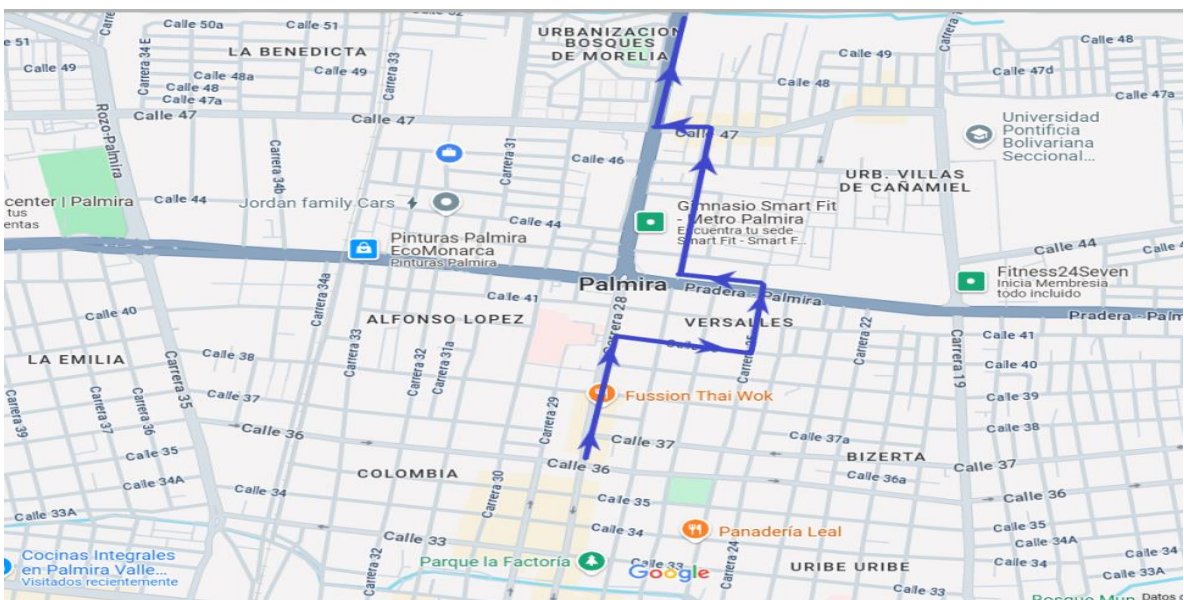 Calle 50a
Calle 51
Carrera 34 E
LA BENEDICTA
Carrera 33
URBANIZACION
BOSQUES
DE MORELIA
Calle 49
Calle 48
Calle 49
Calle 48a
Calle 49
Calle 48
Calle 47a
Calle 47
Calle 47
Calle 48
Calle 47d
Calle 47a
Calle 47
Rozo-Palmira
Carrera 34b
Carrera 31
Calle 46
Universidad
Pontificia
Bolivariana
Seccional...
URB. VILLAS
DE CAÑAMIEL
center | Palmira
tus
entas
Calle 44
Jordan family Cars
Calle 44
Gimnasio Smart Fit
- Metro Palmira
Encuentra tu sede
Smart Fit - Smart F...
Calle 44
Pinturas Palmira
EcoMonarca
Pinturas Palmira
Fitness24Seven
Inicia Membresía
todo incluido
Palmira
Pradera - Palmira
Pradera - Palm
Carrera 34a
Calle 41
Calle 40
ALFONSO LOPEZ
Carrera 28
VERSALLES
Carrera 22
Calle 41
LA EMILIA
Calle 38
Carrera 33
Carrera 32
Carrera 31a
Carrera 19
Calle 40
Carrera 35
Calle 37
Fussion Thai Wok
Calle 39
Carrera 39
Carrera 37
Carrera 36
Carrera 29
Calle 36
Calle 37
Calle 37a
Calle 38
Calle 35
COLOMBIA
Calle 36
BIZERTA
Calle 37
Calle 34A
Calle 34
Carrera 30
Calle 35
Calle 36a
Calle 36
Calle 33A
Calle 33
Calle 34
Panadería Leal
Calle 35
Calle 34A
Calle 34
Cocinas Integrales
en Palmira Valle...
Visitados recientemente
Carrera 32
Parque la Factoría
Calle 33
Google
Carrera 24
URIBE URIBE
Calle 33
Calle 33A
Bosque Mun